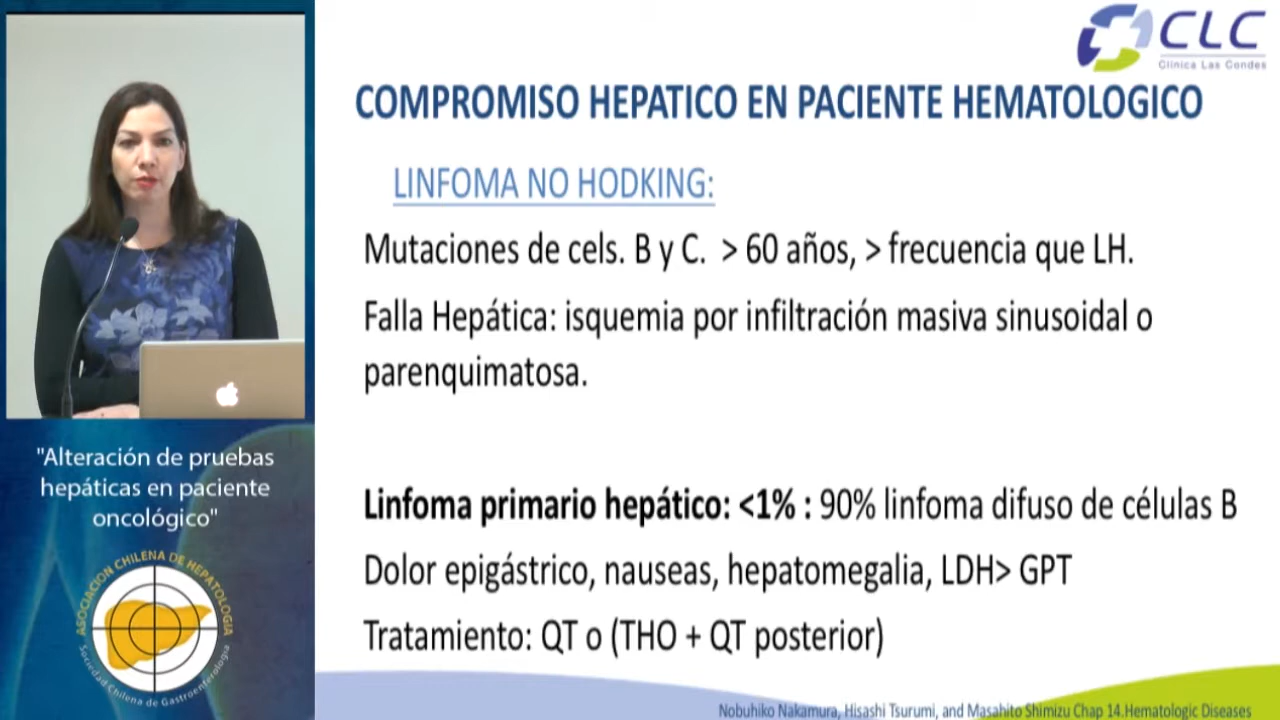 CLC
Clínica Las Condes
COMPROMISO HEPATICO EN PACIENTE HEMATOLOGICO
LINFOMA NO HODKING:
Mutaciones de cels. B y C. > 60 años, > frecuencia que LH.
Falla Hepática: isquemia por infiltración masiva sinusoidal o
parenquimatosa.
Linfoma primario hepático: <1% : 90% linfoma difuso de células B
Dolor epigástrico, nauseas, hepatomegalia, LDH> GPT
Tratamiento: QT o (THO + QT posterior)
Nobuhiko Nakamura, Hisashi Tsurumi, and Masahito Shimizu Chap 14.Hematologic Diseases
"Alteración de pruebas
hepáticas en paciente
oncológico"
ASOCIACION CHILENA DE HEPATOLOGIA
Sociedad Chilena de Gastroenterología